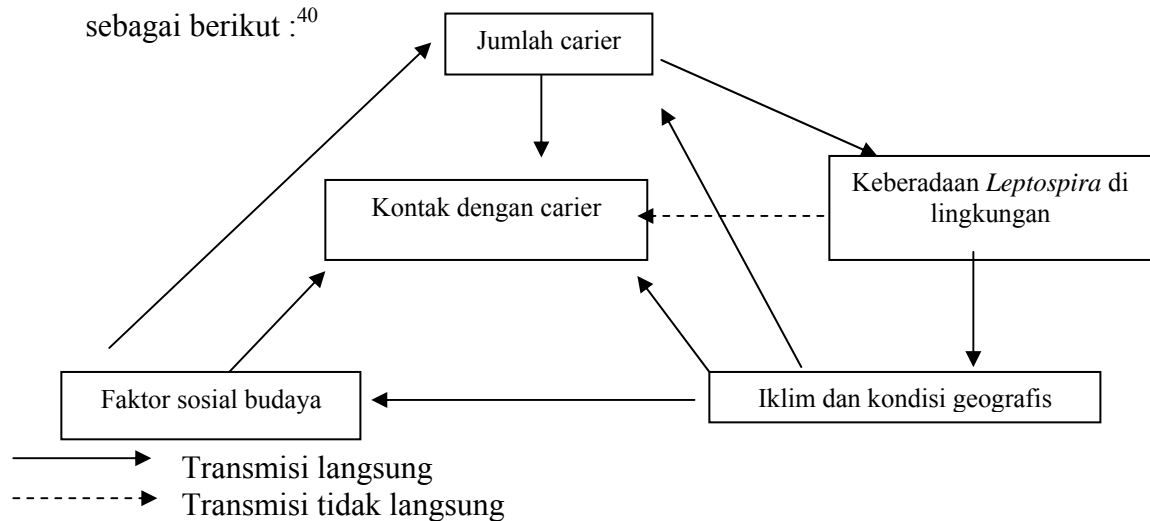 sebagai berikut :40
Jumlah carier
Keberadaan Leptospira di
lingkungan
Kontak dengan carier
Faktor sosial budaya
Iklim dan kondisi geografis
Transmisi langsung
Transmisi tidak langsung